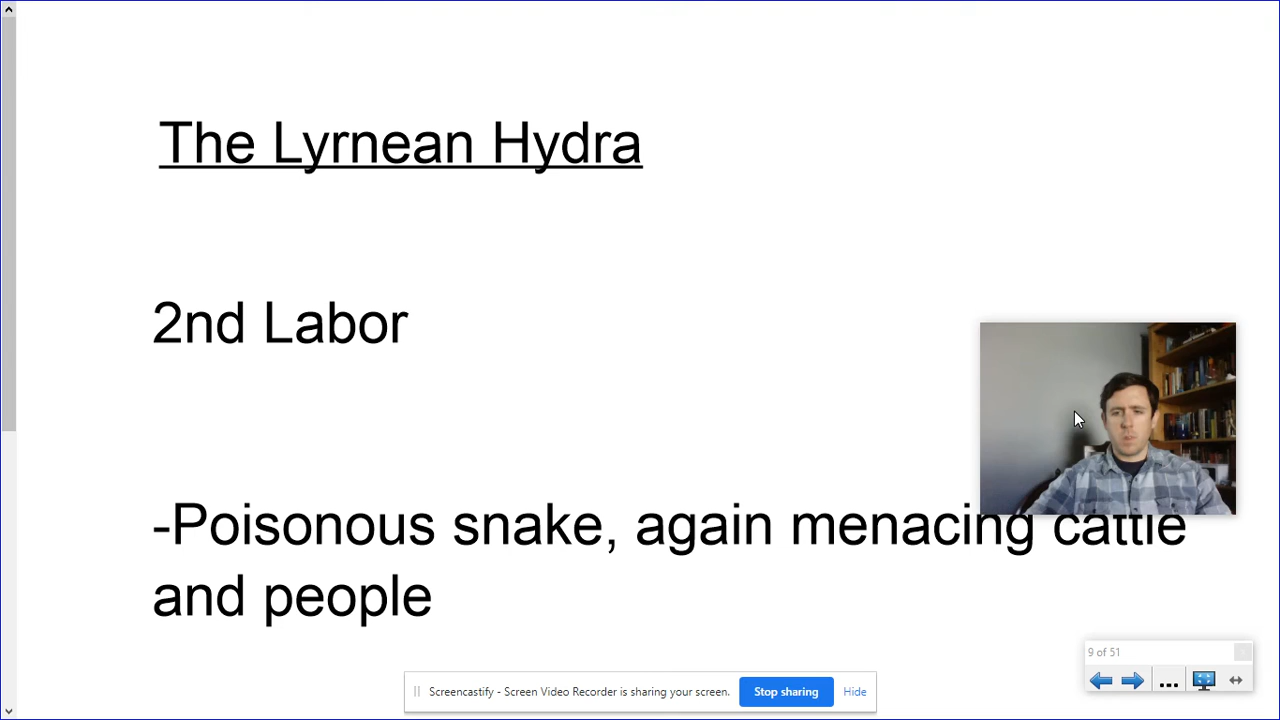 The Lyrnean Hydra
2nd Labor
-Poisonous snake, again menacing cattle
and people
9 of 51
Screencastify - Screen Video Recorder is sharing your screen.
Stop sharing
Hide